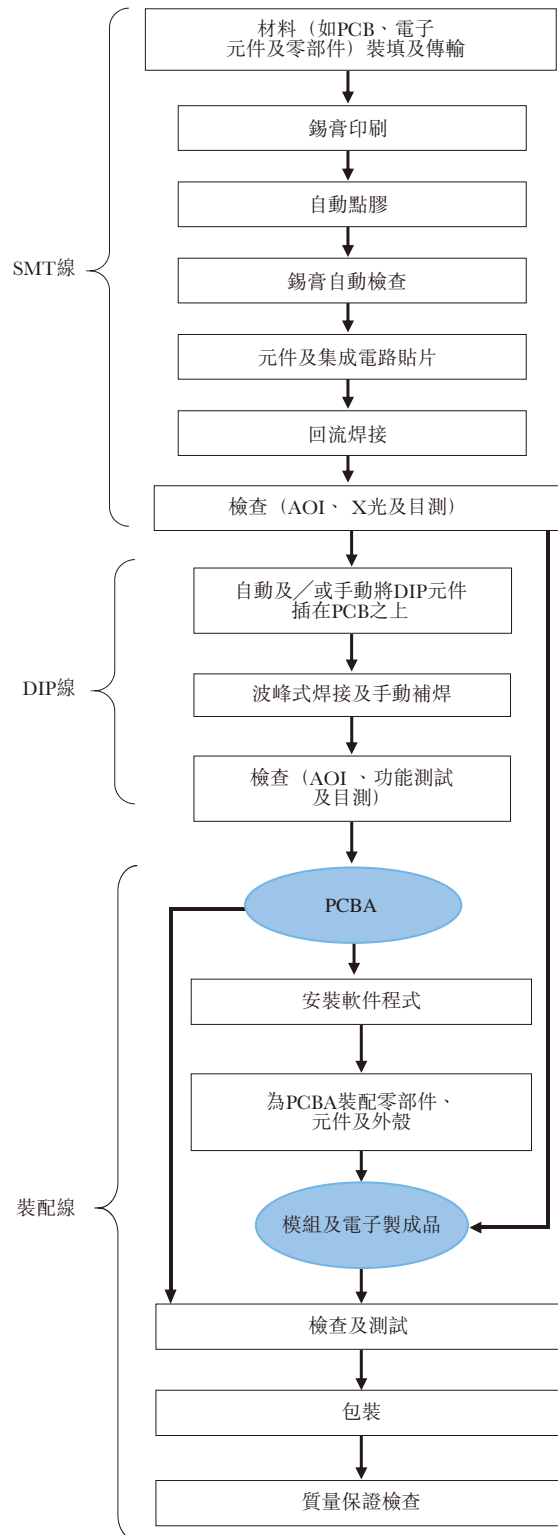 材料（如PCB、電子
元件及零部件）裝填及傳輸
錫膏印刷
自動點膠
SMT線
錫膏自動檢查
元件及集成電路貼片
回流焊接
檢查（AOI、 X光及目測）
自動及╱或手動將DIP元件
插在PCB之上
DIP線
波峰式焊接及手動補焊
檢查（AOI 、功能測試
及目測）
PCBA
安裝軟件程式
為PCBA裝配零部件、
元件及外殼
裝配線
模組及電子製成品
檢查及測試
包裝
質量保證檢查